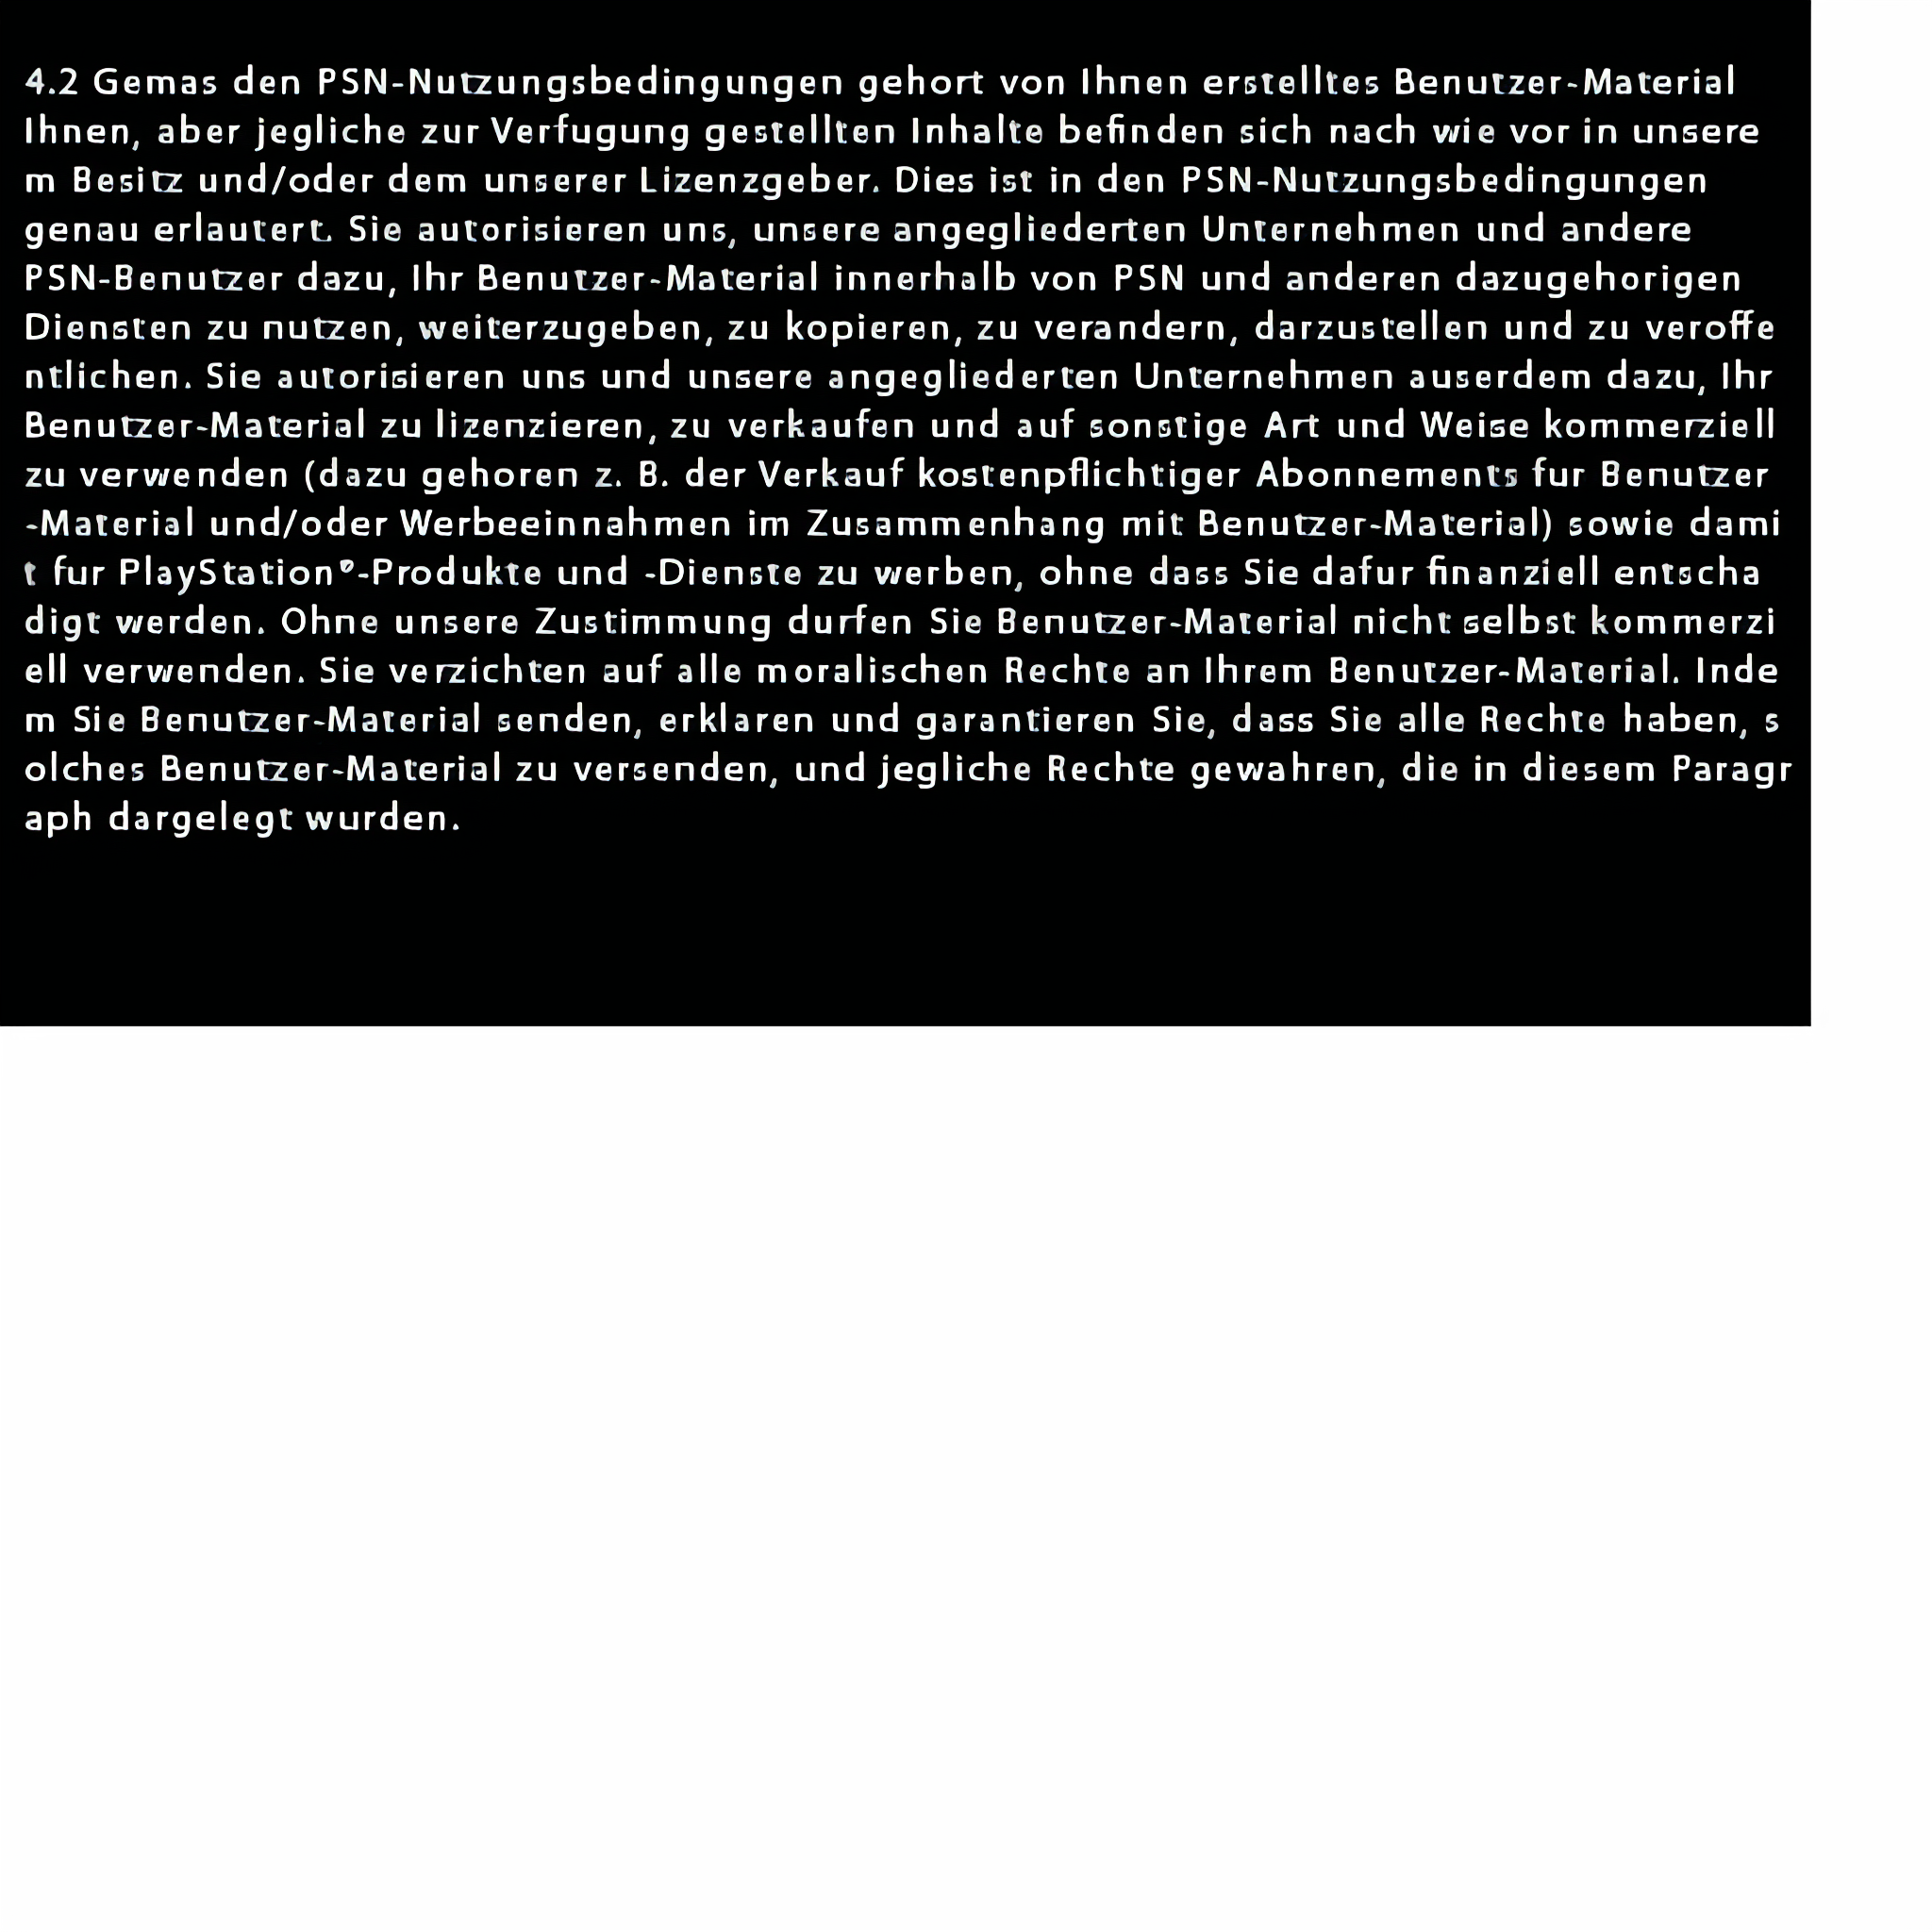 4.2 Gemas den PSN-Nutzungsbedingungen gehort von Ihnen erstelltes Benutzer-Material
Ihnen, aber jegliche zur Verfugung gestellten Inhalte befinden sich nach wie vor in unsere
m Besitz und/oder dem unserer Lizenzgeber. Dies ist in den PSN-Nutzungsbedingungen
genau erlautert. Sie autorisieren uns, unsere angegliederten Unternehmen und andere
PSN-Benutzer dazu, Ihr Benutzer-Material innerhalb von PSN und anderen dazugehorigen
Diensten zu nutzen, weiterzugeben, zu kopieren, zu verandern, darzustellen und zu veroffe
ntlichen. Sie autorisieren uns und unsere angegliederten Unternehmen auserdem dazu, Ihr
Benutzer-Material zu lizenzieren, zu verkaufen und auf sonstige Art und Weise kommerziell
zu verwenden (dazu gehoren z. B. der Verkauf kostenpflichtiger Abonnements fur Benutzer
-Material und/oder Werbeeinnahmen im Zusammenhang mit Benutzer-Material) sowie dami
t fur PlayStation®-Produkte und -Dienste zu werben, ohne dass Sie dafur finanziell entscha
digt werden. Ohne unsere Zustimmung durfen Sie Benutzer-Material nicht selbst kommerzi
ell verwenden. Sie verzichten auf alle moralischen Rechte an Ihrem Benutzer-Material. Inde
m Sie Benutzer-Material senden, erklaren und garantieren Sie, dass Sie alle Rechte haben, s
olches Benutzer-Material zu versenden, und jegliche Rechte gewahren, die in diesem Paragr
aph dargelegt wurden.